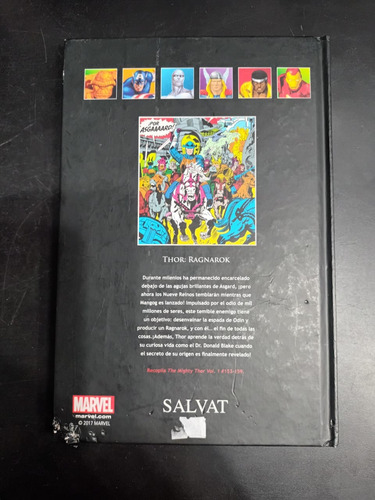 ¡POR
ASGAAAARD!
THOR: RAGNAROK
Durante milenios ha permanecido encarcelado
debajo de las agujas brillantes de Asgard, ¡pero
ahora los Nueve Reinos temblarán mientras que
Mangog es lanzado! Impulsado por el odio de mil
millones de seres, este temible enemigo tiene un
objetivo: desenvainar la espada de Odín y
producir un Ragnarok, y con él... el fin de todas las
cosas. ¡Además, Thor aprende la verdad detrás de
su curiosa vida como el Dr. Donald Blake cuando
el secreto de su origen es finalmente revelado!
Recopila The Mighty Thor Vol. 1 #153-159
MARVEL
marvel.com
© 2017 MARVEL
SALVAT